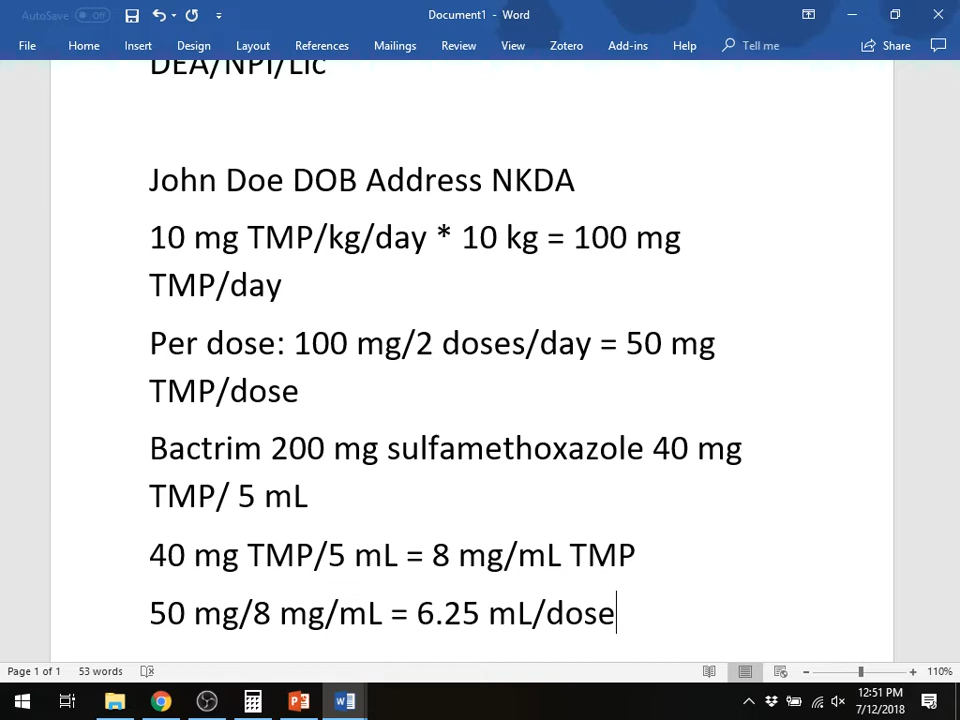 AutoSave Off
Document1 - Word
File Home Insert Design Layout References Mailings Review View Zotero Add-ins Help Tell me Share
DEA/NPI/Lic
John Doe DOB Address NKDA
10 mg TMP/kg/day * 10 kg = 100 mg
TMP/day
Per dose: 100 mg/2 doses/day = 50 mg
TMP/dose
Bactrim 200 mg sulfamethoxazole 40 mg
TMP/ 5 mL
40 mg TMP/5 mL = 8 mg/mL TMP
50 mg/8 mg/mL = 6.25 mL/dose
Page 1 of 1 53 words 110%
12:51 PM
7/12/2018